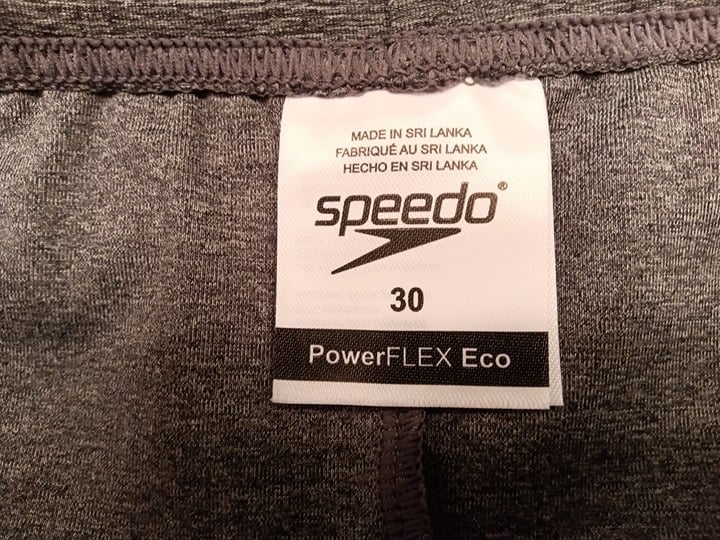 MADE IN SRI LANKA
FABRIQUÉ AU SRI LANKA
HECHO EN SRI LANKA
speedo®
30
PowerFLEX Eco